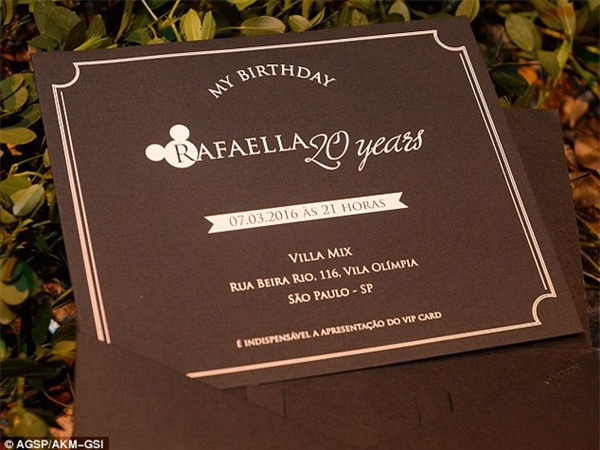 MY BIRTHDAY
RAFAELLA 20 years
07.03.2016 ÀS 21 HORAS
VILLA MIX
RUA BEIRA RIO, 116, VILA OLÍMPIA
SÃO PAULO - SP
É INDISPENSÁVEL A APRESENTAÇÃO DO VIP CARD
© AGSP/AKM-GSI